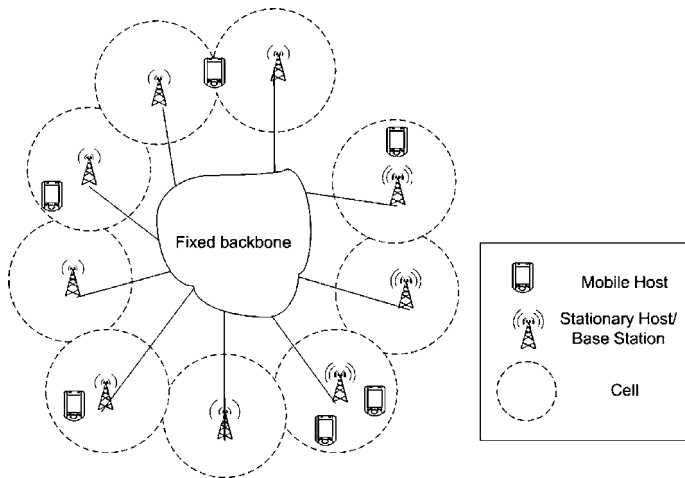 Fixed backbone
Mobile Host
Stationary Host/
Base Station
Cell